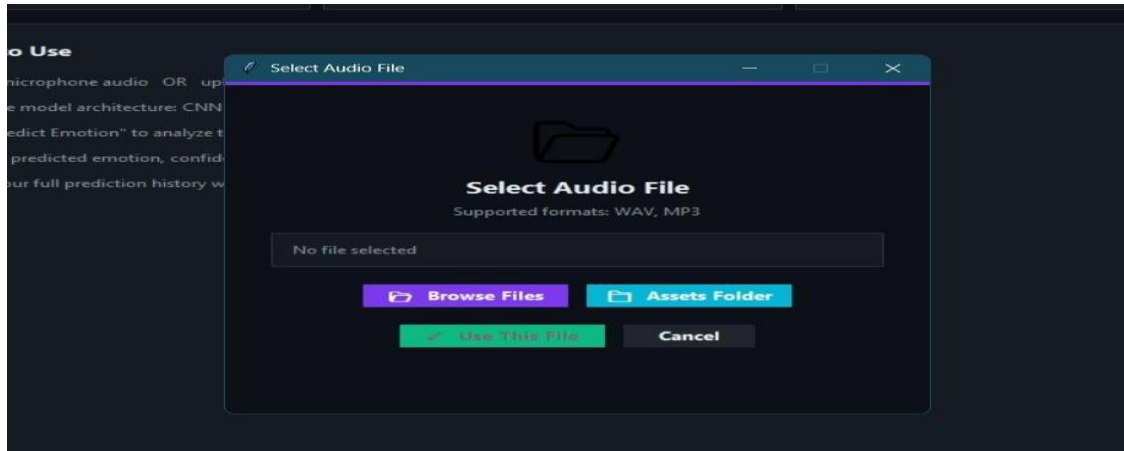 o Use
microphone audio OR up
e model architecture: CNN
edict Emotion" to analyze t
predicted emotion, confid
our full prediction history w
Select Audio File
Select Audio File
Supported formats: WAV, MP3
No file selected
Browse Files
Assets Folder
Use This File
Cancel